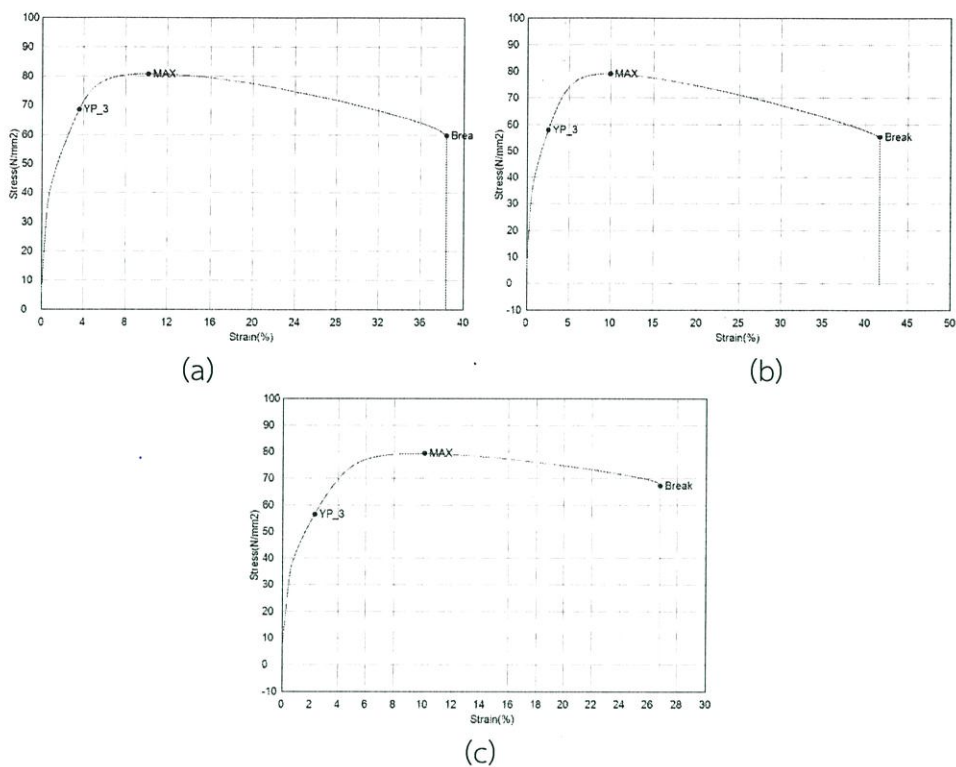 100
90
80
70
60
50
40
30
20
10
0
Stress(N/mm2)
MAX
YP_3
Brea
0 4 8 12 16 20 24 28 32 36 40
Strain(%)
(a)
100
90
80
70
60
50
40
30
20
10
0
-10
Stress(N/mm2)
MAX
YP_3
Break
0 5 10 15 20 25 30 35 40 45 50
Strain(%)
(b)
100
90
80
70
60
50
40
30
20
10
0
-10
Stress(N/mm2)
MAX
YP_3
Break
0 2 4 6 8 10 12 14 16 18 20 22 24 26 28 30
Strain(%)
(c)